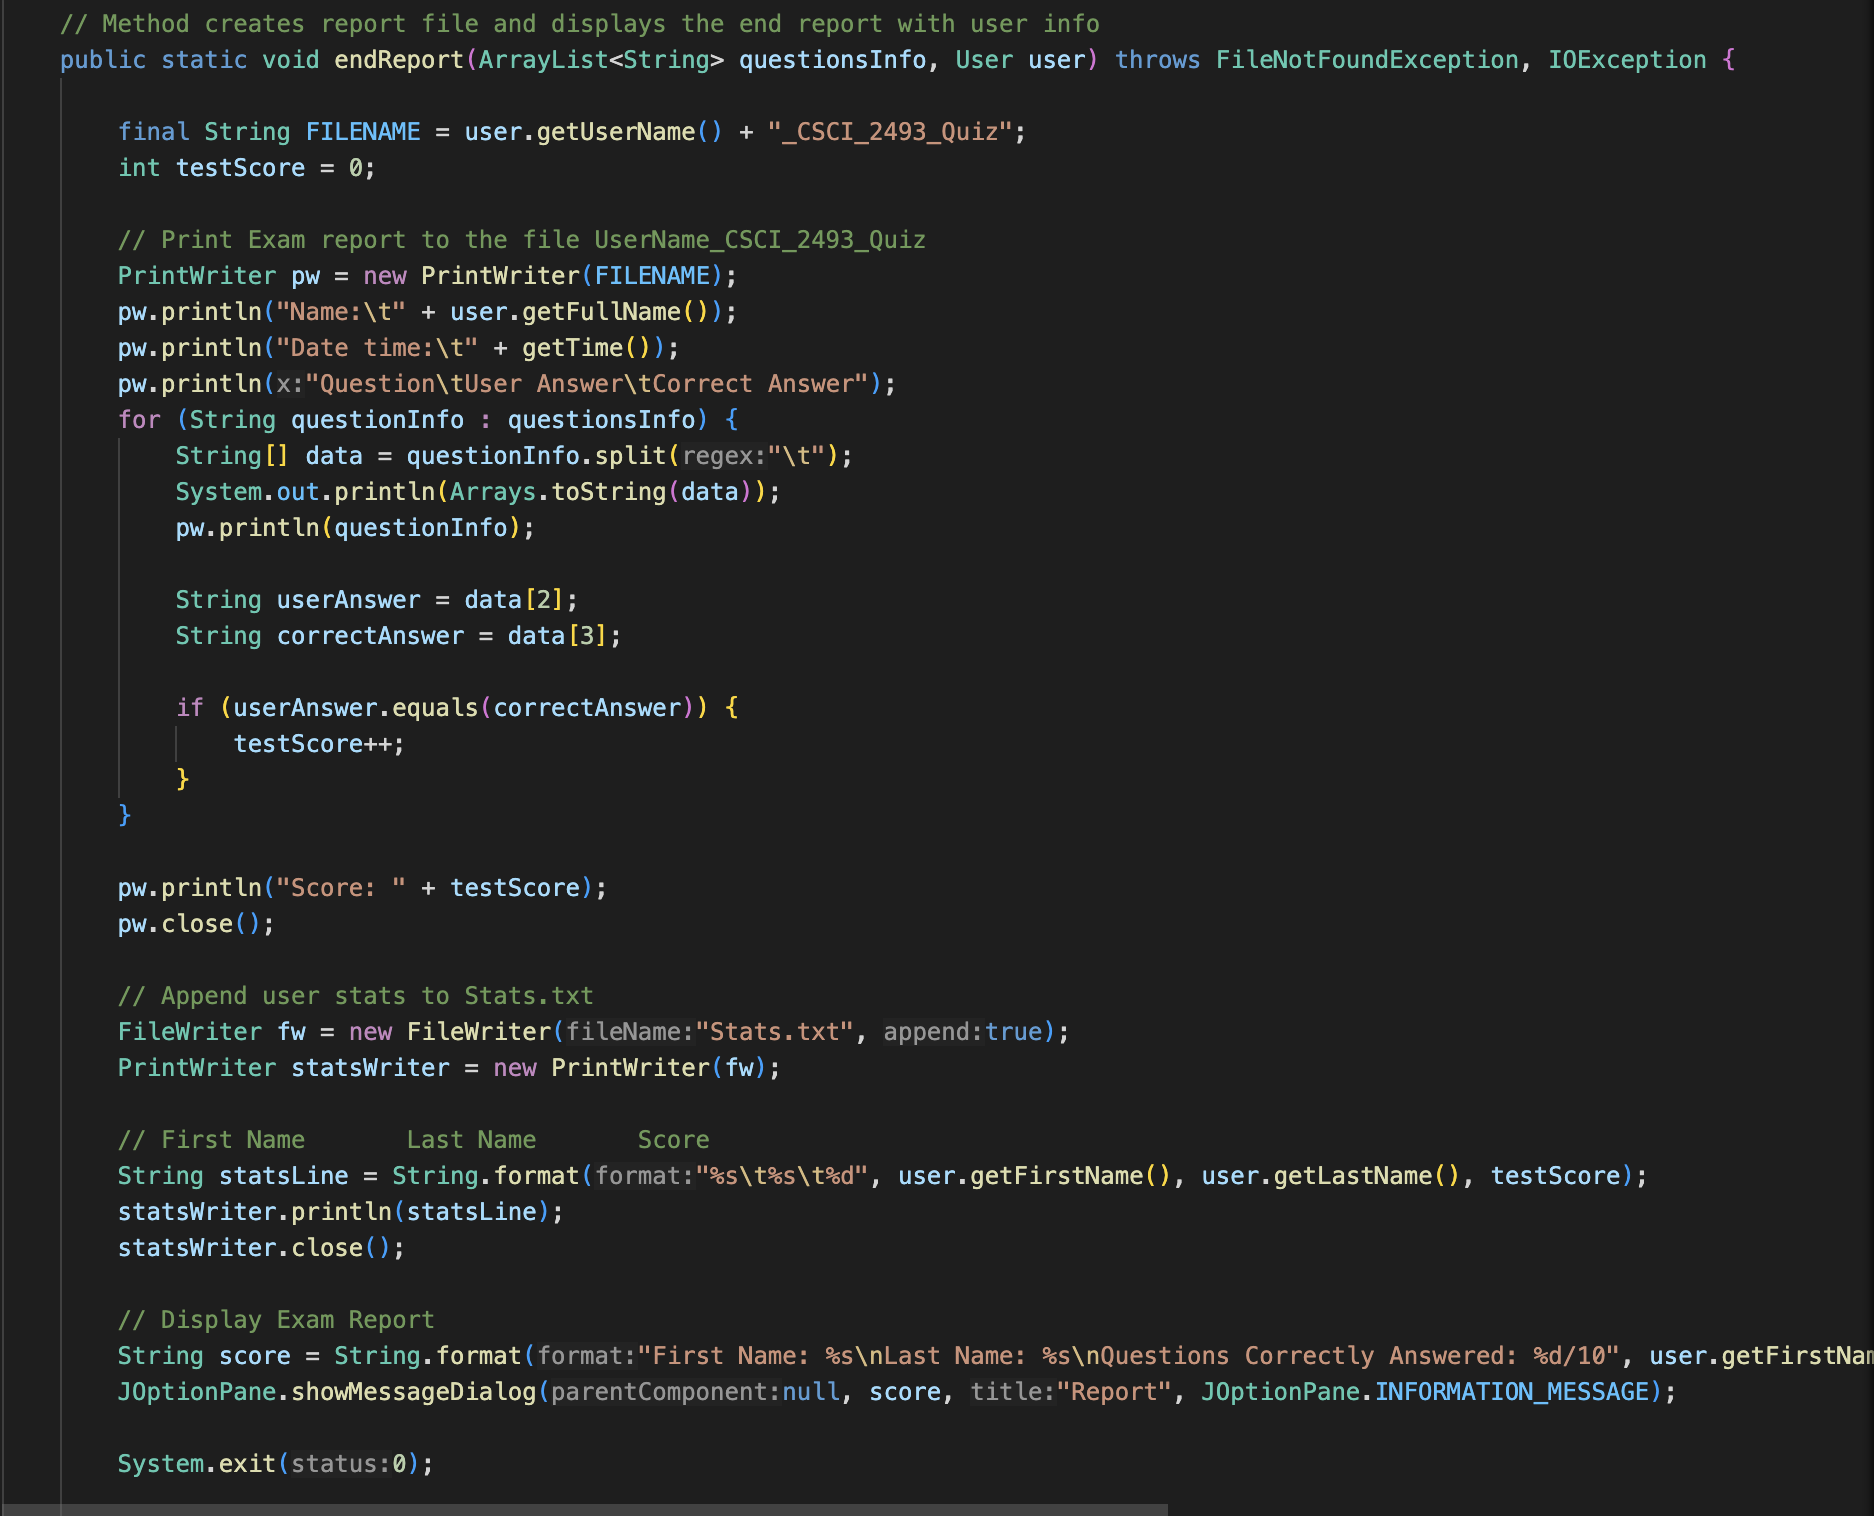 // Method creates report file and displays the end report with user info
public static void endReport(ArrayList<String> questionsInfo, User user) throws FileNotFoundException, IOException {
final String FILENAME = user.getUserName() + "_CSCI_2493_Quiz";
int testScore = 0;
// Print Exam report to the file UserName_CSCI_2493_Quiz
PrintWriter pw = new PrintWriter(FILENAME);
pw.println("Name:\t" + user.getFullName());
pw.println("Date time:\t" + getTime());
pw.println(x:"Question\tUser Answer\tCorrect Answer");
for (String questionInfo : questionsInfo) {
String[] data = questionInfo.split(regex:"\t");
System.out.println(Arrays.toString(data));
pw.println(questionInfo);
String userAnswer = data[2];
String correctAnswer = data[3];
if (userAnswer.equals(correctAnswer)) {
testScore++;
}
}
pw.println("Score: " + testScore);
pw.close();
// Append user stats to Stats.txt
FileWriter fw = new FileWriter(fileName:"Stats.txt", append:true);
PrintWriter statsWriter = new PrintWriter(fw);
// First Name       Last Name       Score
String statsLine = String.format(format:"%s\t%s\t%d", user.getFirstName(), user.getLastName(), testScore);
statsWriter.println(statsLine);
statsWriter.close();
// Display Exam Report
String score = String.format(format:"First Name: %s\nLast Name: %s\nQuestions Correctly Answered: %d/10", user.getFirstNam
JOptionPane.showMessageDialog(parentComponent:null, score, title:"Report", JOptionPane.INFORMATION_MESSAGE);
System.exit(status:0);